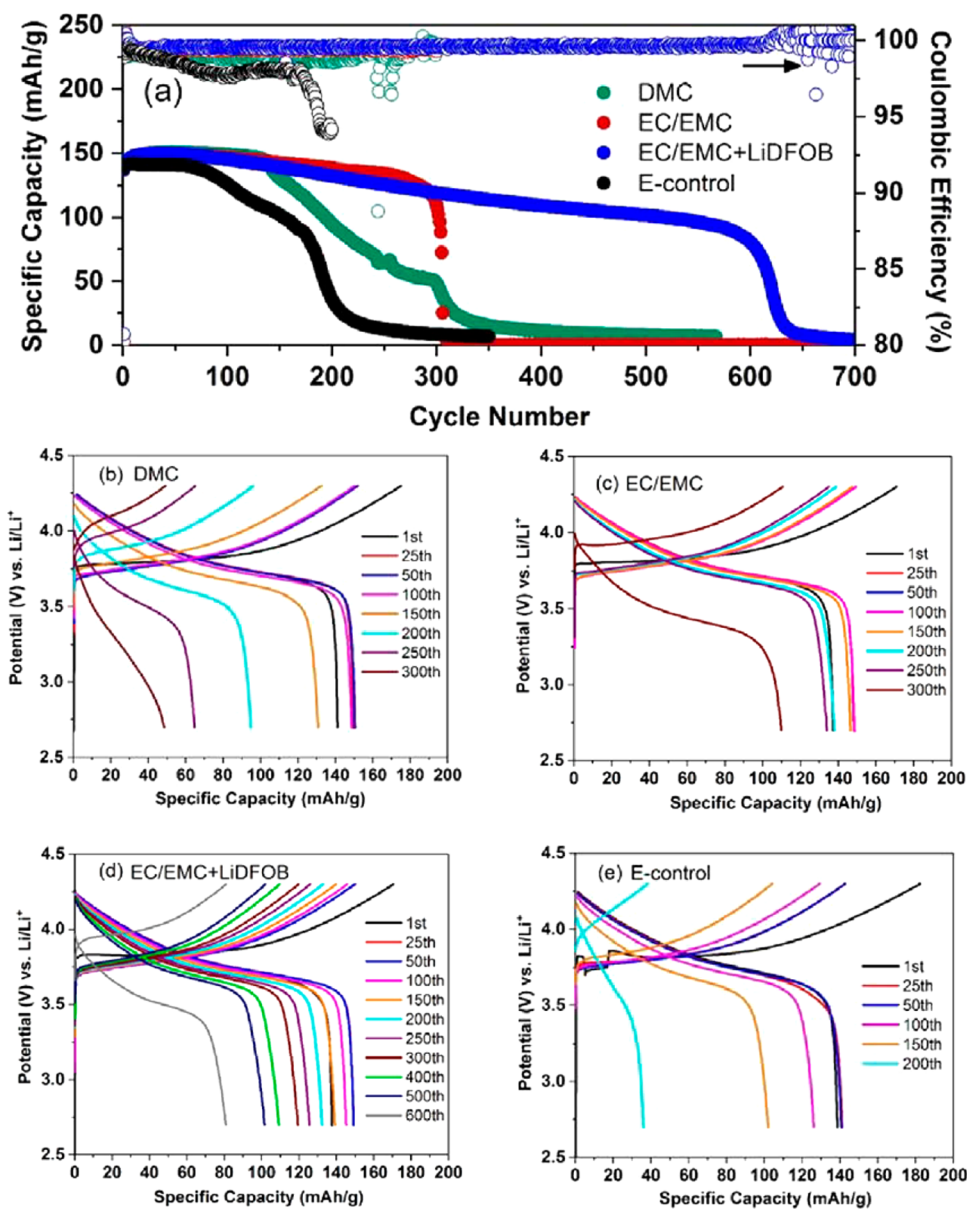 (a)
Specific Capacity (mAh/g)
250
200
150
100
50
0
DMC
EC/EMC
EC/EMC+LiDFOB
E-control
100
95
90
85
80
Coulombic Efficiency (%)
0 100 200 300 400 500 600 700
Cycle Number
(b) DMC
Potential (V) vs. Li/Li⁺
4.5
4.0
3.5
3.0
2.5
1st
25th
50th
100th
150th
200th
250th
300th
0 20 40 60 80 100 120 140 160 180 200
Specific Capacity (mAh/g)
(c) EC/EMC
Potential (V) vs. Li/Li⁺
4.5
4.0
3.5
3.0
2.5
1st
25th
50th
100th
150th
200th
250th
300th
0 20 40 60 80 100 120 140 160 180 200
Specific Capacity (mAh/g)
(d) EC/EMC+LiDFOB
Potential (V) vs. Li/Li⁺
4.5
4.0
3.5
3.0
2.5
1st
25th
50th
100th
150th
200th
250th
300th
400th
500th
600th
0 20 40 60 80 100 120 140 160 180 200
Specific Capacity (mAh/g)
(e) E-control
Potential (V) vs. Li/Li⁺
4.5
4.0
3.5
3.0
2.5
1st
25th
50th
100th
150th
200th
0 20 40 60 80 100 120 140 160 180 200
Specific Capacity (mAh/g)